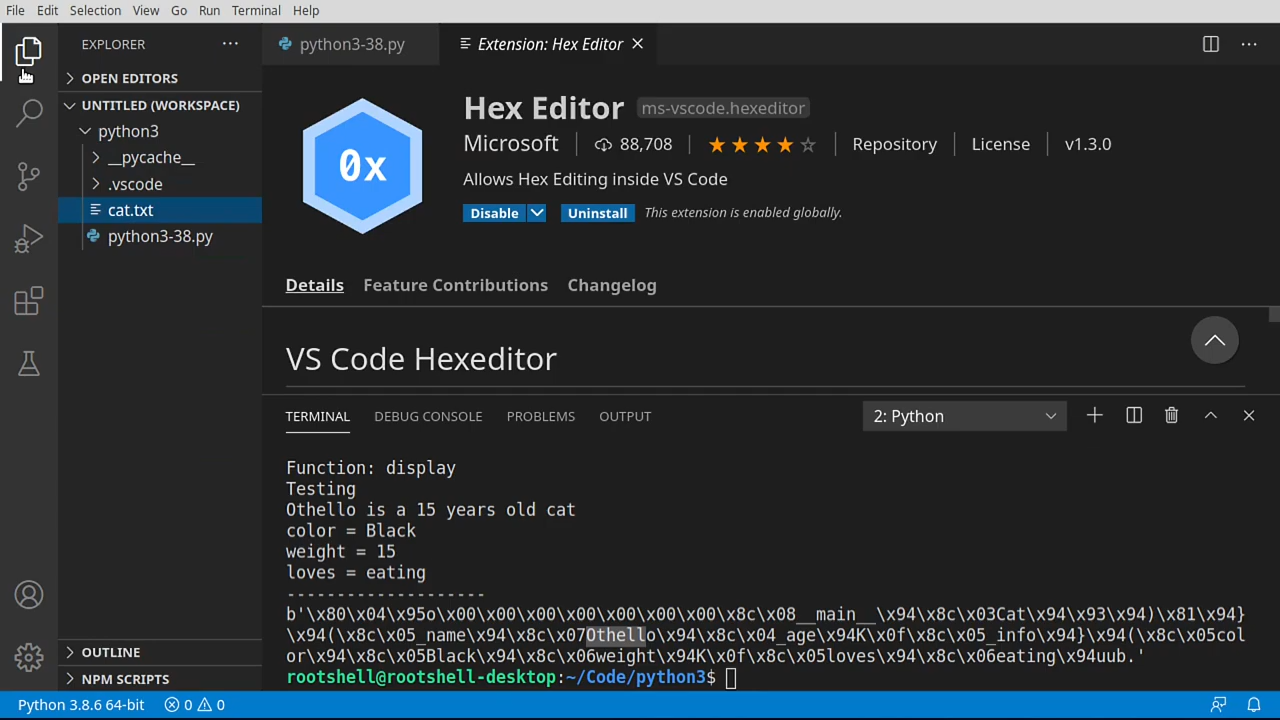 File Edit Selection View Go Run Terminal Help
EXPLORER
OPEN EDITORS
UNTITLED (WORKSPACE)
python3
__pycache__
.vscode
cat.txt
python3-38.py
OUTLINE
NPM SCRIPTS
python3-38.py
Extension: Hex Editor
0x
Hex Editor ms-vscode.hexeditor
Microsoft 88,708 Repository License v1.3.0
Allows Hex Editing inside VS Code
Disable Uninstall This extension is enabled globally.
Details Feature Contributions Changelog
VS Code Hexeditor
TERMINAL DEBUG CONSOLE PROBLEMS OUTPUT 2: Python
Function: display
Testing
Othello is a 15 years old cat
color = Black
weight = 15
loves = eating
--------------------
b'\x80\x04\x95o\x00\x00\x00\x00\x00\x00\x00\x8c\x08__main__\x94\x8c\x03Cat\x94\x93\x94)\x81\x94}
\x94(\x8c\x05_name\x94\x8c\x07Othello\x94\x8c\x04_age\x94K\x0f\x8c\x05_info\x94}\x94(\x8c\x05col
or\x94\x8c\x05Black\x94\x8c\x06weight\x94K\x0f\x8c\x05loves\x94\x8c\x06eating\x94uub.'
rootshell@rootshell-desktop:~/Code/python3$
Python 3.8.6 64-bit 0 0